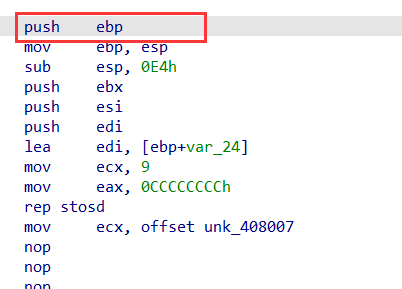 push    ebp
mov     ebp, esp
sub     esp, 0E4h
push    ebx
push    esi
push    edi
lea     edi, [ebp+var_24]
mov     ecx, 9
mov     eax, 0CCCCCCCCh
rep stosd
mov     ecx, offset unk_408007
nop
nop
nop